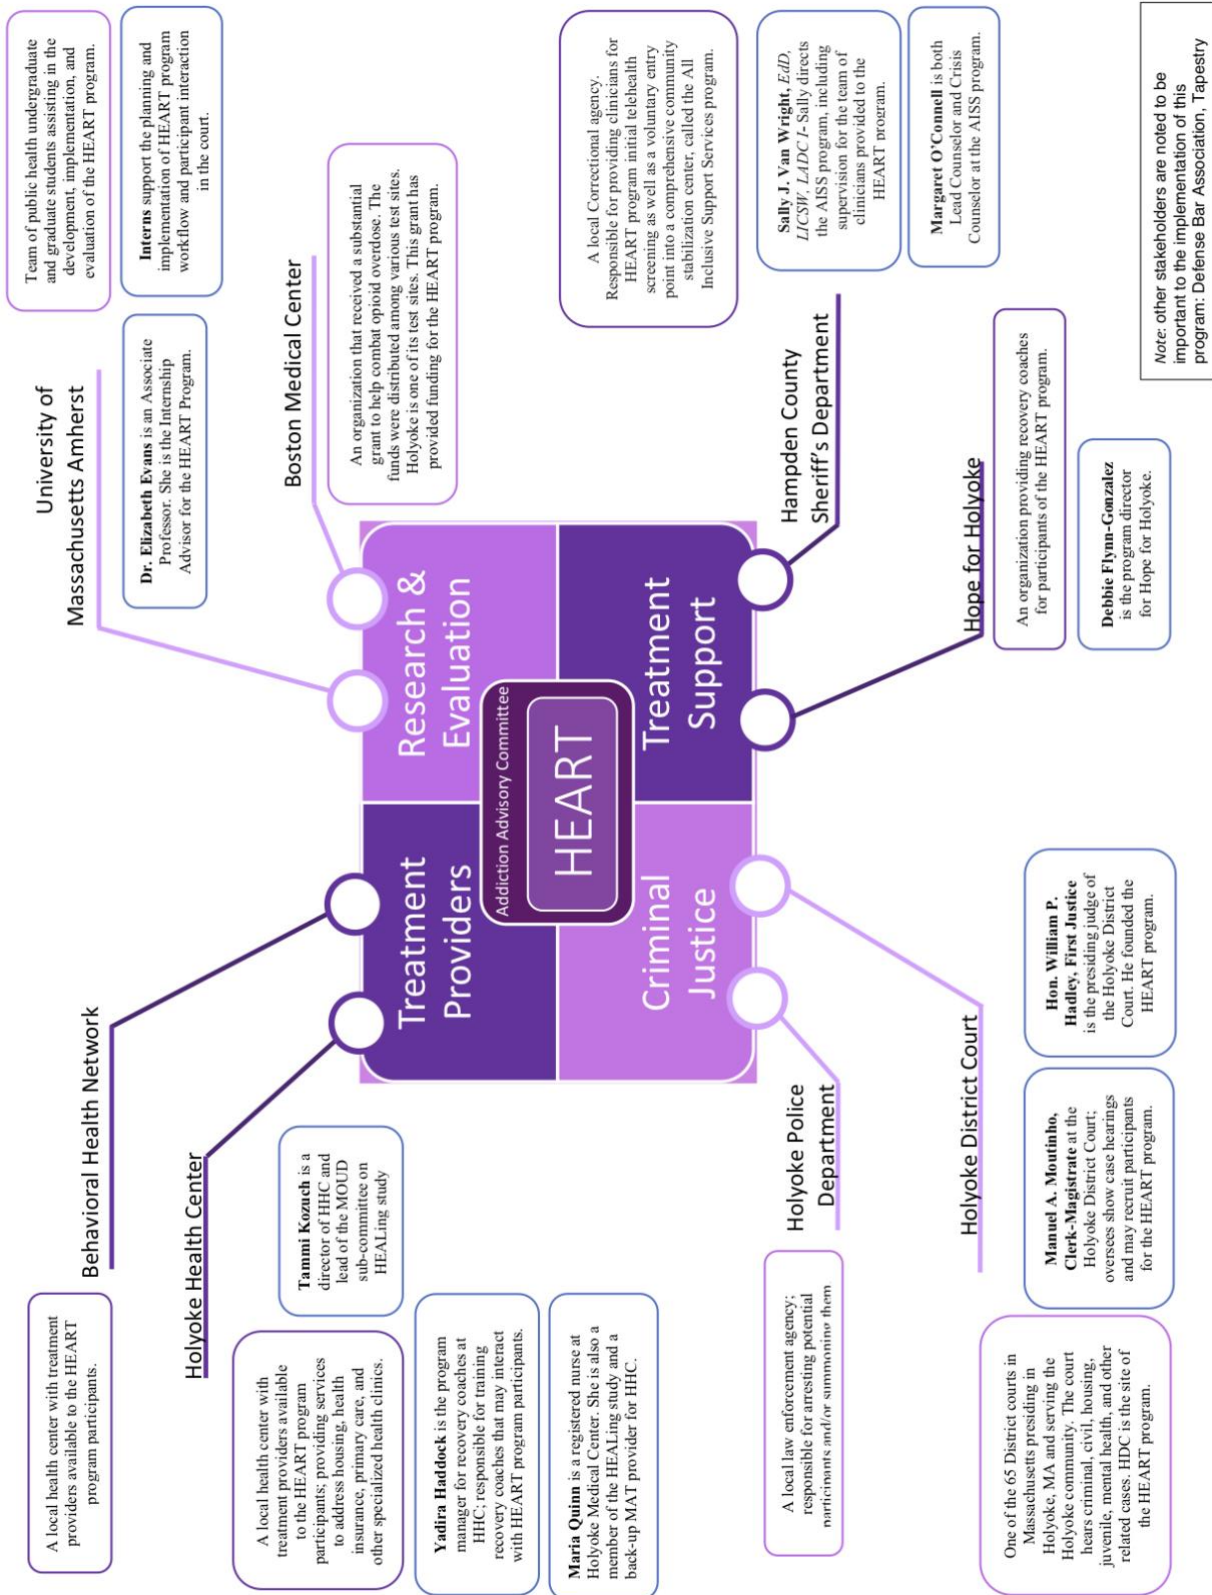 Behavioral Health Network
A local health center with treatment
providers available to the HEART
program participants.
Holyoke Health Center
A local center with
treatment providers available
to the HEART program
participants; providing services
to address housing, health
insurance, primary care, and
other specialized health clinics.
Tammi Kozuch is a
director of HHC and
lead of the MOUD
sub-committee on
HEALing study
Yadira Haddock is the program
manager for recovery coaches at
HHC; responsible for training
recovery coaches that may interact
with HEART program participants.
Maria Quinn is a registered nurse at
Holyoke Medical Center. She is also a
member of the HEALing study and a
back-up MAT provider for HHC.
University of
Massachusetts Amherst
Team of public health undergraduate
and graduate students assisting in the
development, implementation, and
evaluation of the HEART program.
Dr. Elizabeth Evans is an Associate
Professor. She is the Internship
Advisor for the HEART Program.
Interns support the planning and
implementation of HEART program
workflow and participant interaction
in the court.
Boston Medical Center
An organization that received a substantial
grant to help combat opioid overdose. The
funds were distributed among various test sites.
Holyoke is one of its test sites. This grant has
provided funding for the HEART program.
Treatment
Providers
Research &
Evaluation
Addiction Advisory Committee
HEART
Criminal
Justice
Treatment
Support
Holyoke Police
Department
A local law enforcement agency;
responsible for arresting potential
participants and/or summoning them
Holyoke District Court
One of the 65 District courts in
Massachusetts presiding in
Holyoke, MA and serving the
Holyoke community. The court
hears criminal, civil, housing,
juvenile, mental health, and other
related cases. HDC is the site of
the HEART program.
Manuel A. Moutinho,
Clerk-Magistrate at the
Holyoke District Court;
oversees show case hearings
and may recruit participants
for the HEART program.
Hon. William P.
Hadley, First Justice
is the presiding judge of
the Holyoke District
Court. He founded the
HEART program.
Hampden County
Sheriff's Department
A local Correctional agency.
Responsible for providing clinicians for
HEART program initial telehealth
screening as well as a voluntary entry
point into a comprehensive community
stabilization center, called the All
Inclusive Support Services program.
Sally J. Van Wright, EdD,
LICSW, LADC I- Sally directs
the AISS program, including
supervision for the team of
clinicians provided to the
HEART program.
Margaret O'Connell is both
Lead Counselor and Crisis
Counselor at the AISS program.
Hope for Holyoke
An organization providing recovery coaches
for participants of the HEART program.
Debbie Flynn-Gonzalez
is the program director
for Hope for Holyoke.
Note: other stakeholders are noted to be
important to the implementation of this
program: Defense Bar Association, Tapestry